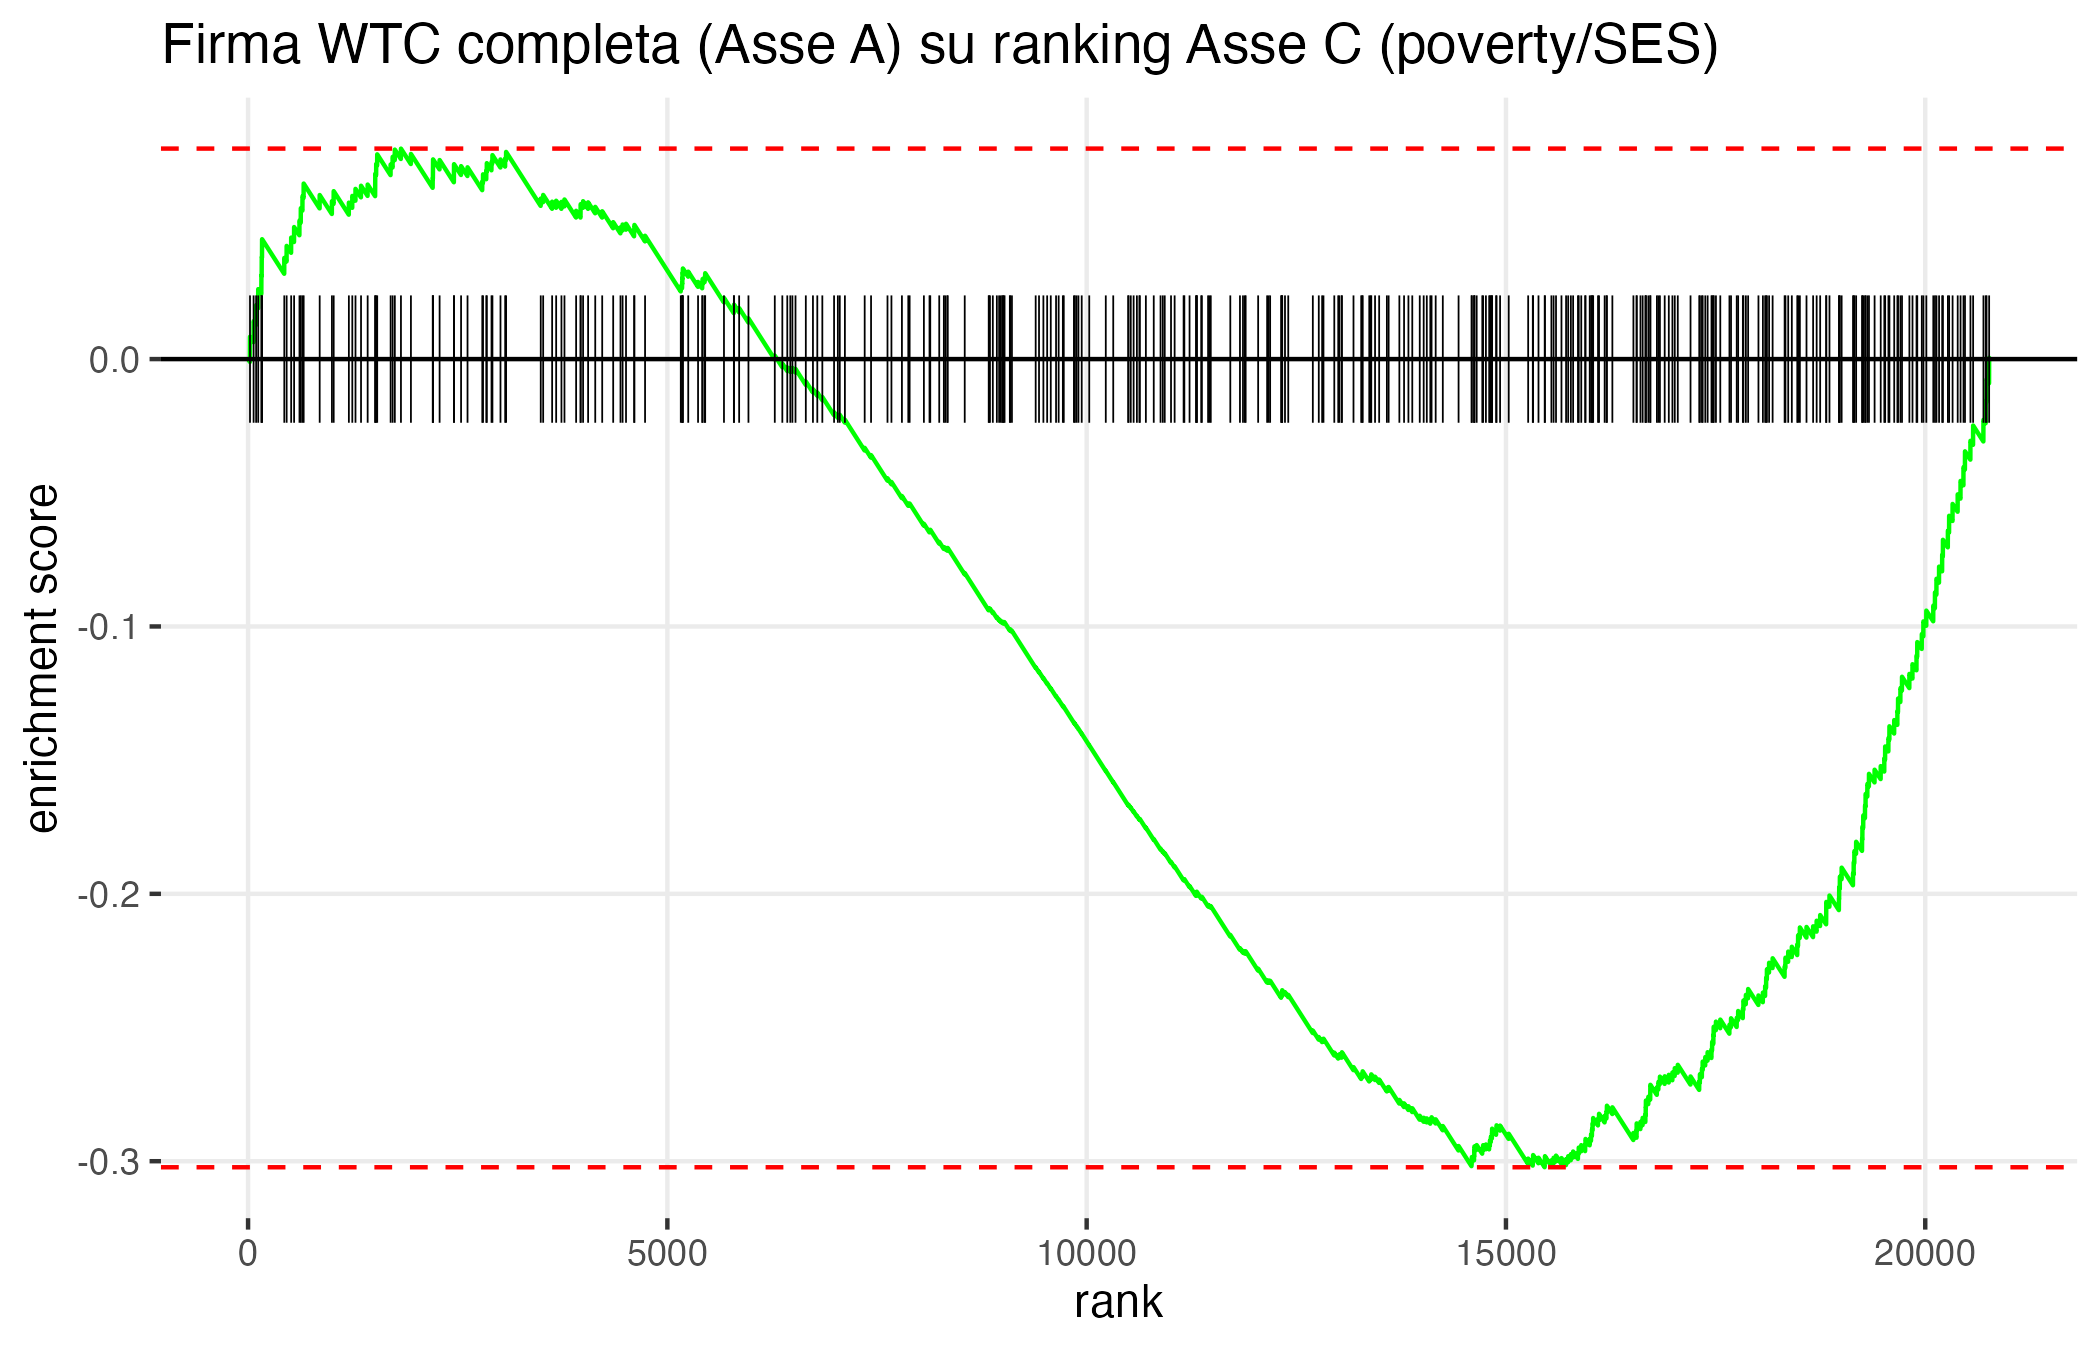 Firma WTC completa (Asse A) su ranking Asse C (poverty/SES)
enrichment score
0.0
-0.1
-0.2
-0.3
0 5000 10000 15000 20000
rank